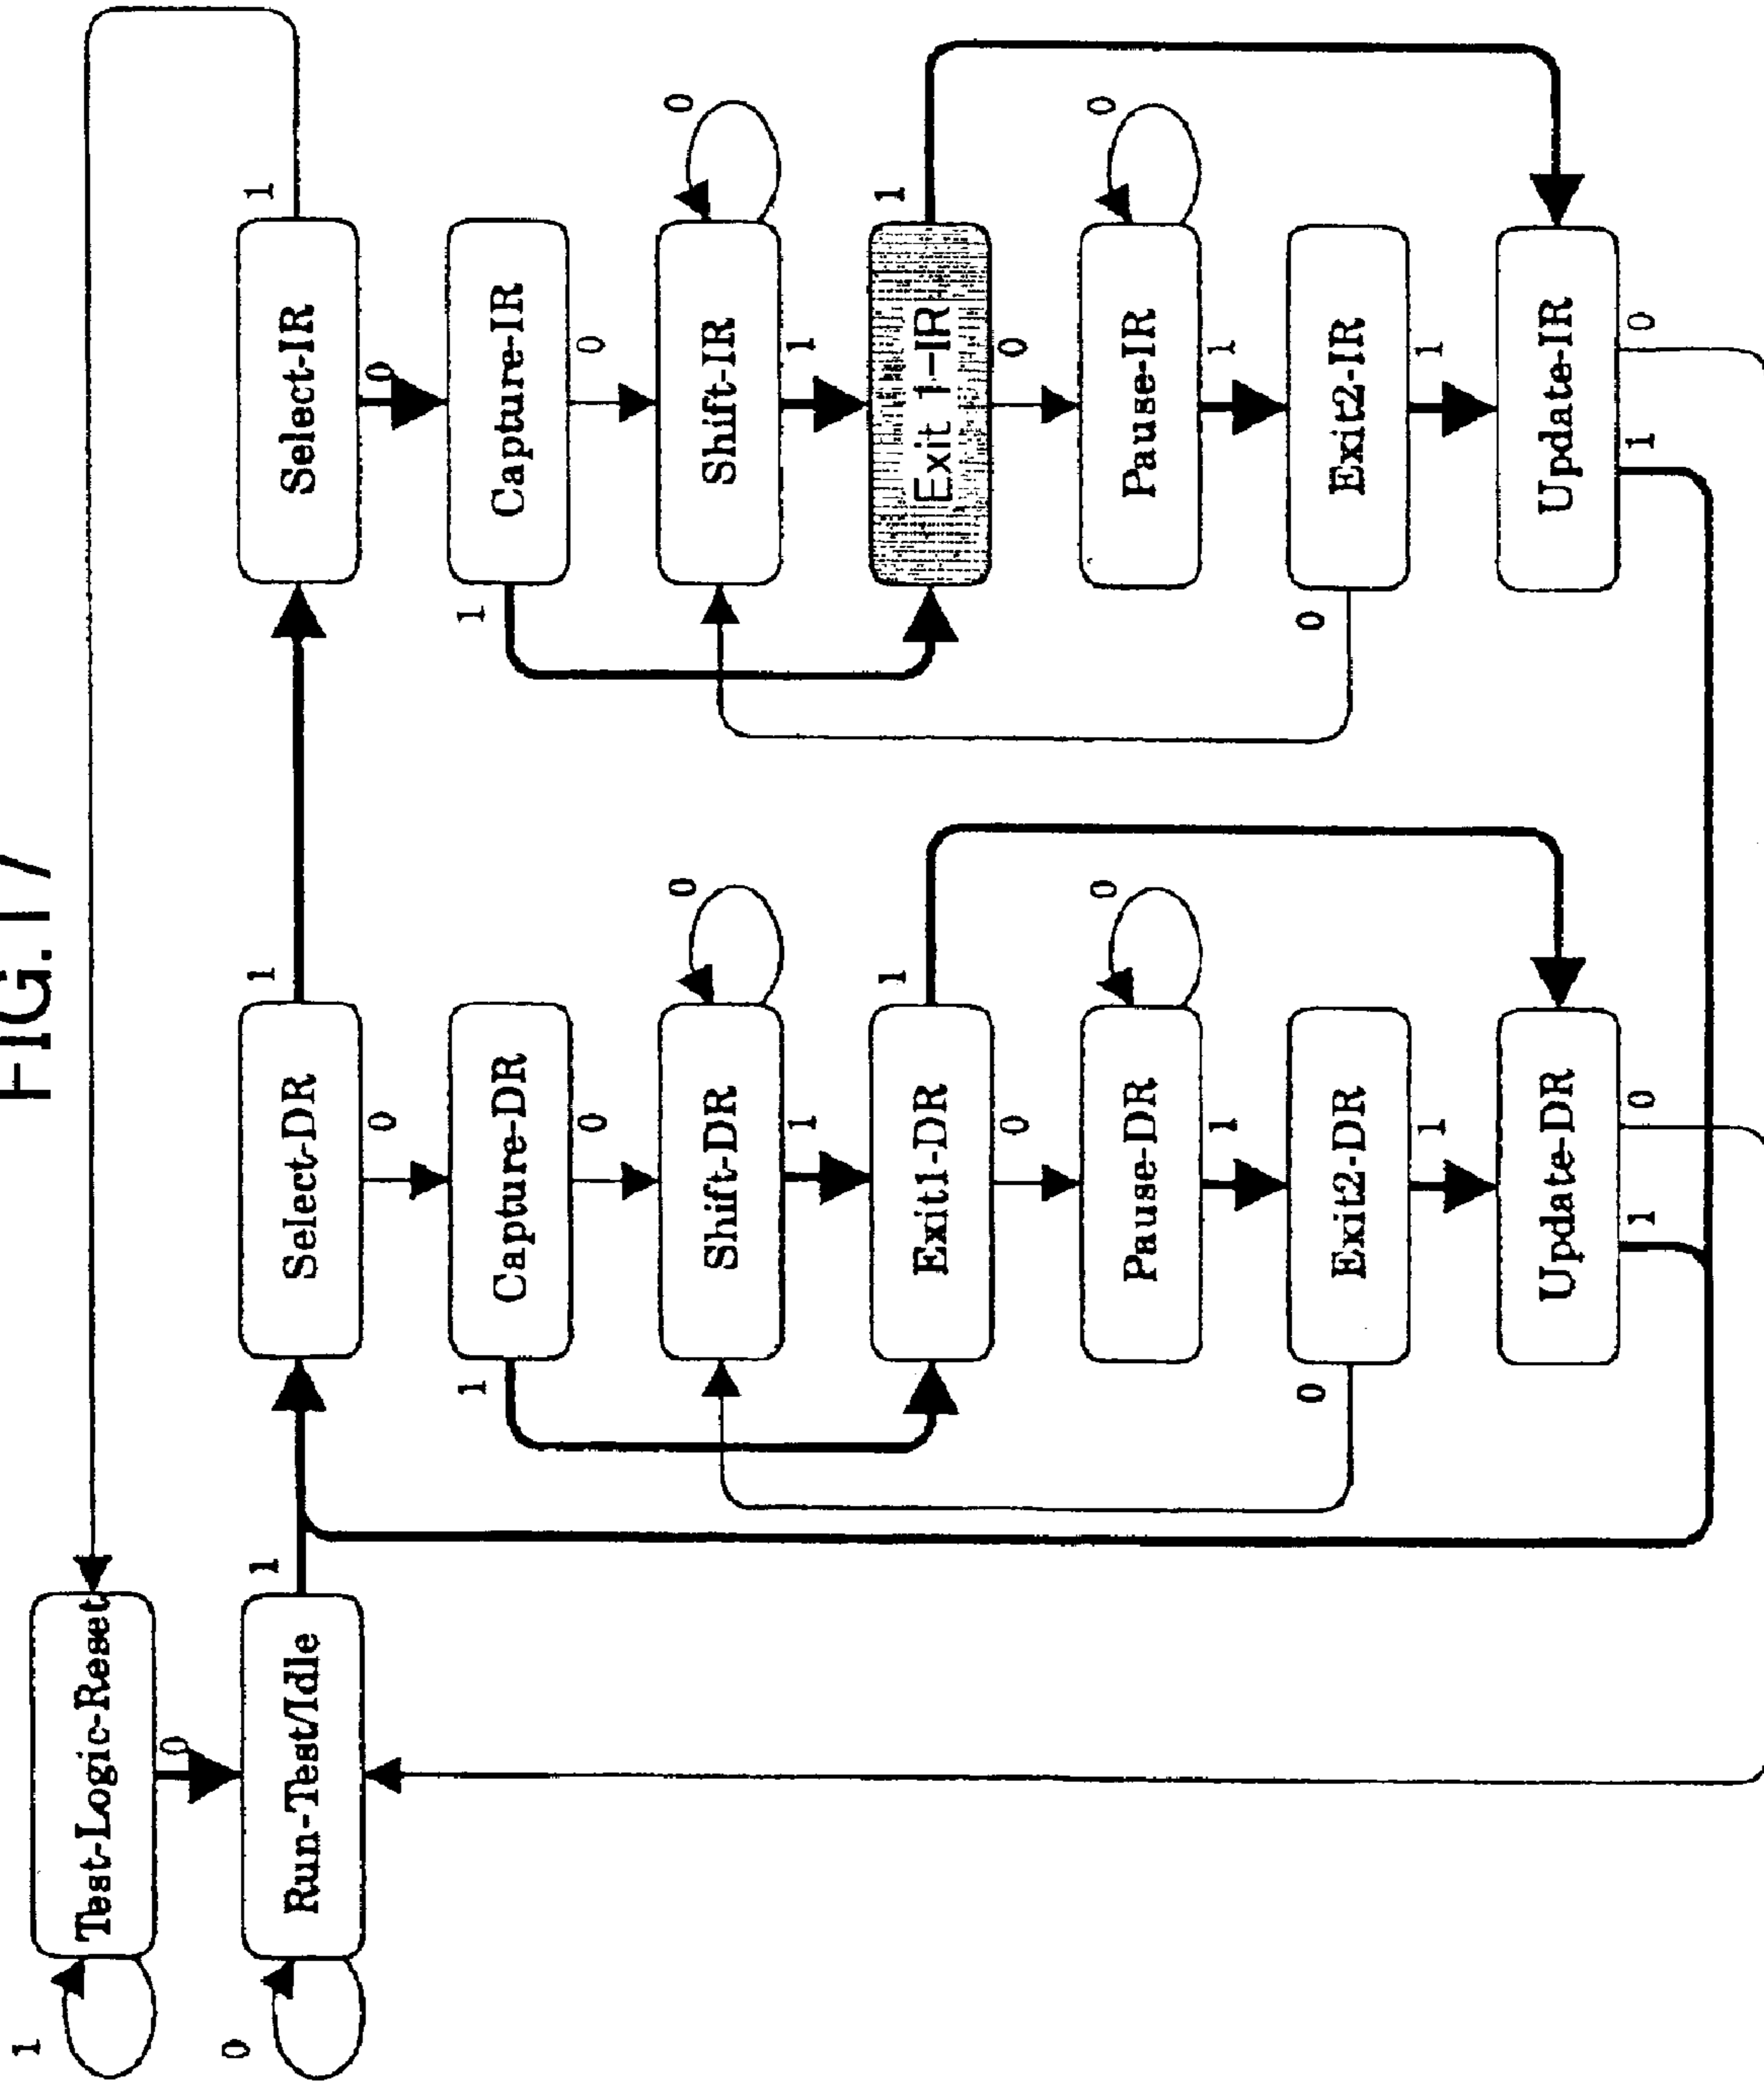 FIG.17
1
Test-Logic-Reset
0
0
Run-Test/Idle
1
Select-DR
1
Select-IR
1
0
0
Capture-DR
Capture-IR
1
0
1
0
Shift-DR
0
Shift-IR
0
1
1
Exit1-DR
1
Exit 1-IR
1
0
0
Pause-DR
0
Pause-IR
0
1
1
Exit2-DR
Exit2-IR
0
1
0
1
Update-DR
Update-IR
1
0
1
0